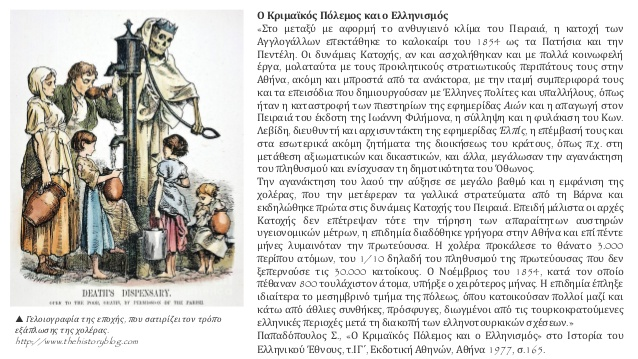 DEATH'S DISPENSARY.
OPEN TO THE POOR, GRATIS, BY PERMISSION OF THE PARISH.
▲ Γελοιογραφία της εποχής, που σατιρίζει τον τρόπο
εξάπλωσης της χολέρας.
http://www.thehistoryblog.com
Ο Κριμαϊκός Πόλεμος και ο Ελληνισμός
«Στο μεταξύ με αφορμή το ανθυγιεινό κλίμα του Πειραιά, η κατοχή των
Αγγλογάλλων επεκτάθηκε το καλοκαίρι του 1854 ως τα Πατήσια και την
Πεντέλη. Οι δυνάμεις Κατοχής, αν και ασχολήθηκαν με πολλά κοινωφελή
έργα, μολαταύτα με τους προκλητικούς στρατιωτικούς περιπάτους τους στην
Αθήνα, ακόμη και μπροστά από τα ανάκτορα, με την ιταμή συμπεριφορά τους
και τα επεισόδια που δημιουργούσαν με Έλληνες πολίτες και υπαλλήλους, όπως
ήταν η καταστροφή των πιεστηρίων της εφημερίδας Αιών και η απαγωγή στον
Πειραιά του έκδοτη της Ιωάννη Φιλήμονα, η σύλληψη και η φυλάκιση του Κων.
Λεβίδη, διευθυντή και αρχισυντάκτη της εφημερίδας Ἐλπίς, η επέμβασή τους και
στα εσωτερικά ακόμη ζητήματα της διοικήσεως του κράτους, όπως π.χ. στη
μετάθεση αξιωματικών και δικαστικών, και άλλα, μεγάλωσαν την αγανάκτηση
του πληθυσμού και ενίσχυσαν τη δημοτικότητα του Όθωνος.
Την αγανάκτηση του λαού την αύξησε σε μεγάλο βαθμό και η εμφάνιση της
χολέρας, που την μετέφεραν τα γαλλικά στρατεύματα από τη Βάρνα και
εκδηλώθηκε πρώτα στις δυνάμεις Κατοχής του Πειραιά. Επειδή μάλιστα οι αρχές
Κατοχής δεν επέτρεψαν τότε την τήρηση των απαραίτητων αυστηρών
υγειονομικών μέτρων, η επιδημία διαδόθηκε γρήγορα στην Αθήνα και επί πέντε
μήνες λυμαινόταν την πρωτεύουσα. Η χολέρα προκάλεσε το θάνατο 3.000
περίπου ατόμων, του 1/10 δηλαδή του πληθυσμού της πρωτεύουσας που δεν
ξεπερνούσε τις 30.000 κατοίκους. Ο Νοέμβριος του 1854, κατά τον οποίο
πέθαναν 800 τουλάχιστον άτομα, υπήρξε ο χειρότερος μήνας. Η επιδημία έπληξε
ιδιαίτερα το μεσημβρινό τμήμα της πόλεως, όπου κατοικούσαν πολλοί μαζί και
κάτω από άθλιες συνθήκες, πρόσφυγες, διωγμένοι από τις τουρκοκρατούμενες
ελληνικές περιοχές μετά τη διακοπή των ελληνοτουρκικών σχέσεων.»
Παπαδόπουλος Σ., «Ο Κριμαϊκός Πόλεμος και ο Ελληνισμός» στο Ιστορία του
Ελληνικού Έθνους, τ.ΙΓ΄, Εκδοτική Αθηνών, Αθήνα 1977, σ.165.